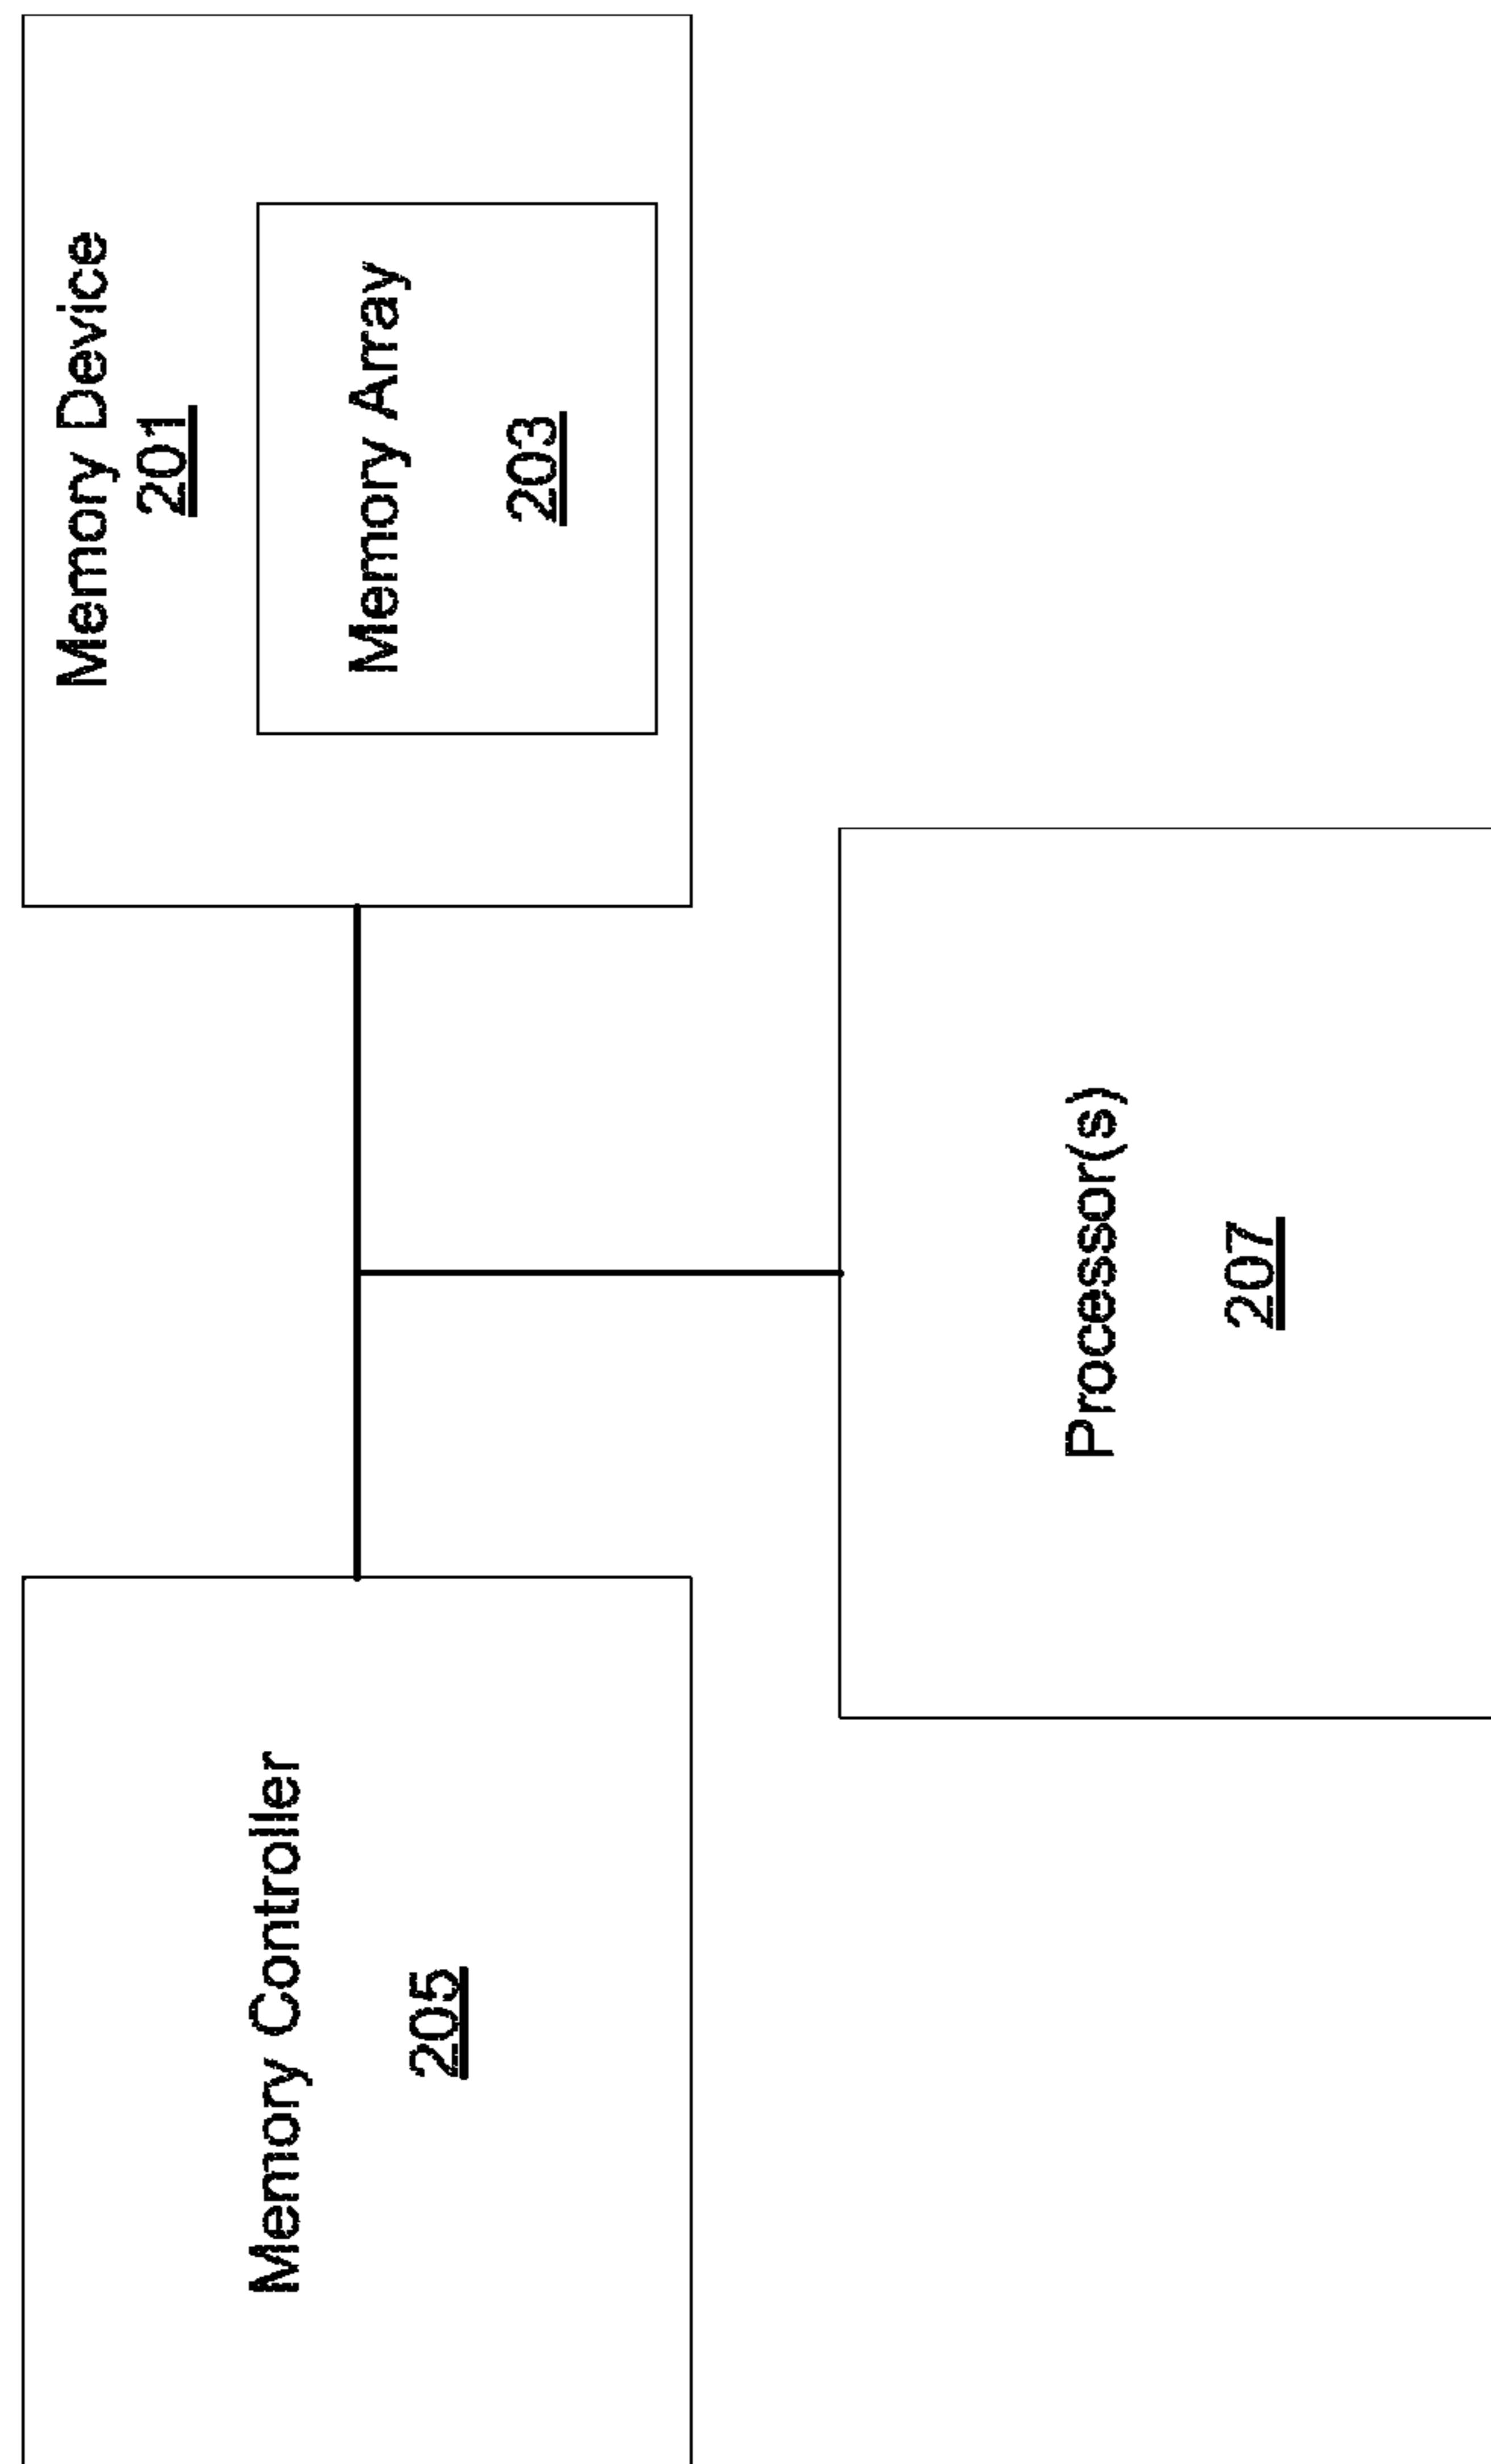 Memory Controller
205
Memory Device
201
Memory Array
203
Processor(s)
207